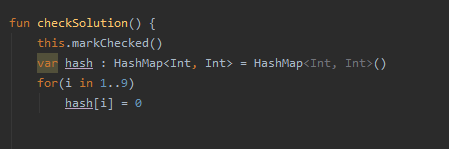 fun checkSolution() {
this.markChecked()
var hash : HashMap<Int, Int> = HashMap<Int, Int>()
for(i in 1..9)
hash[i] = 0